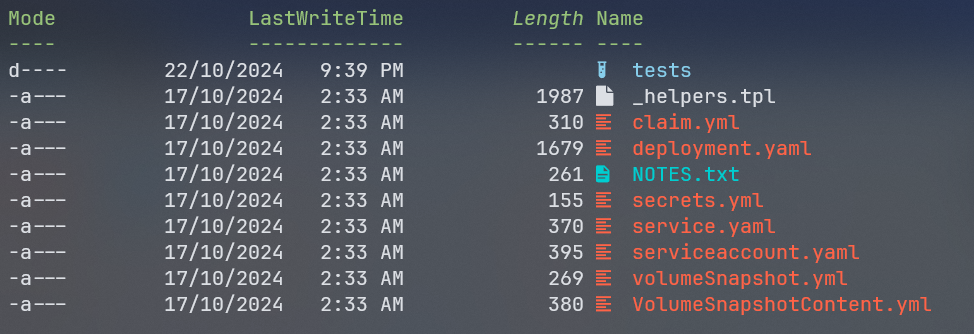 Mode LastWriteTime Length Name
---- ------------- ------ ----
d---- 22/10/2024 9:39 PM tests
-a--- 17/10/2024 2:33 AM 1987 _helpers.tpl
-a--- 17/10/2024 2:33 AM 310 claim.yml
-a--- 17/10/2024 2:33 AM 1679 deployment.yaml
-a--- 17/10/2024 2:33 AM 261 NOTES.txt
-a--- 17/10/2024 2:33 AM 155 secrets.yml
-a--- 17/10/2024 2:33 AM 370 service.yaml
-a--- 17/10/2024 2:33 AM 395 serviceaccount.yaml
-a--- 17/10/2024 2:33 AM 269 volumeSnapshot.yml
-a--- 17/10/2024 2:33 AM 380 VolumeSnapshotContent.yml